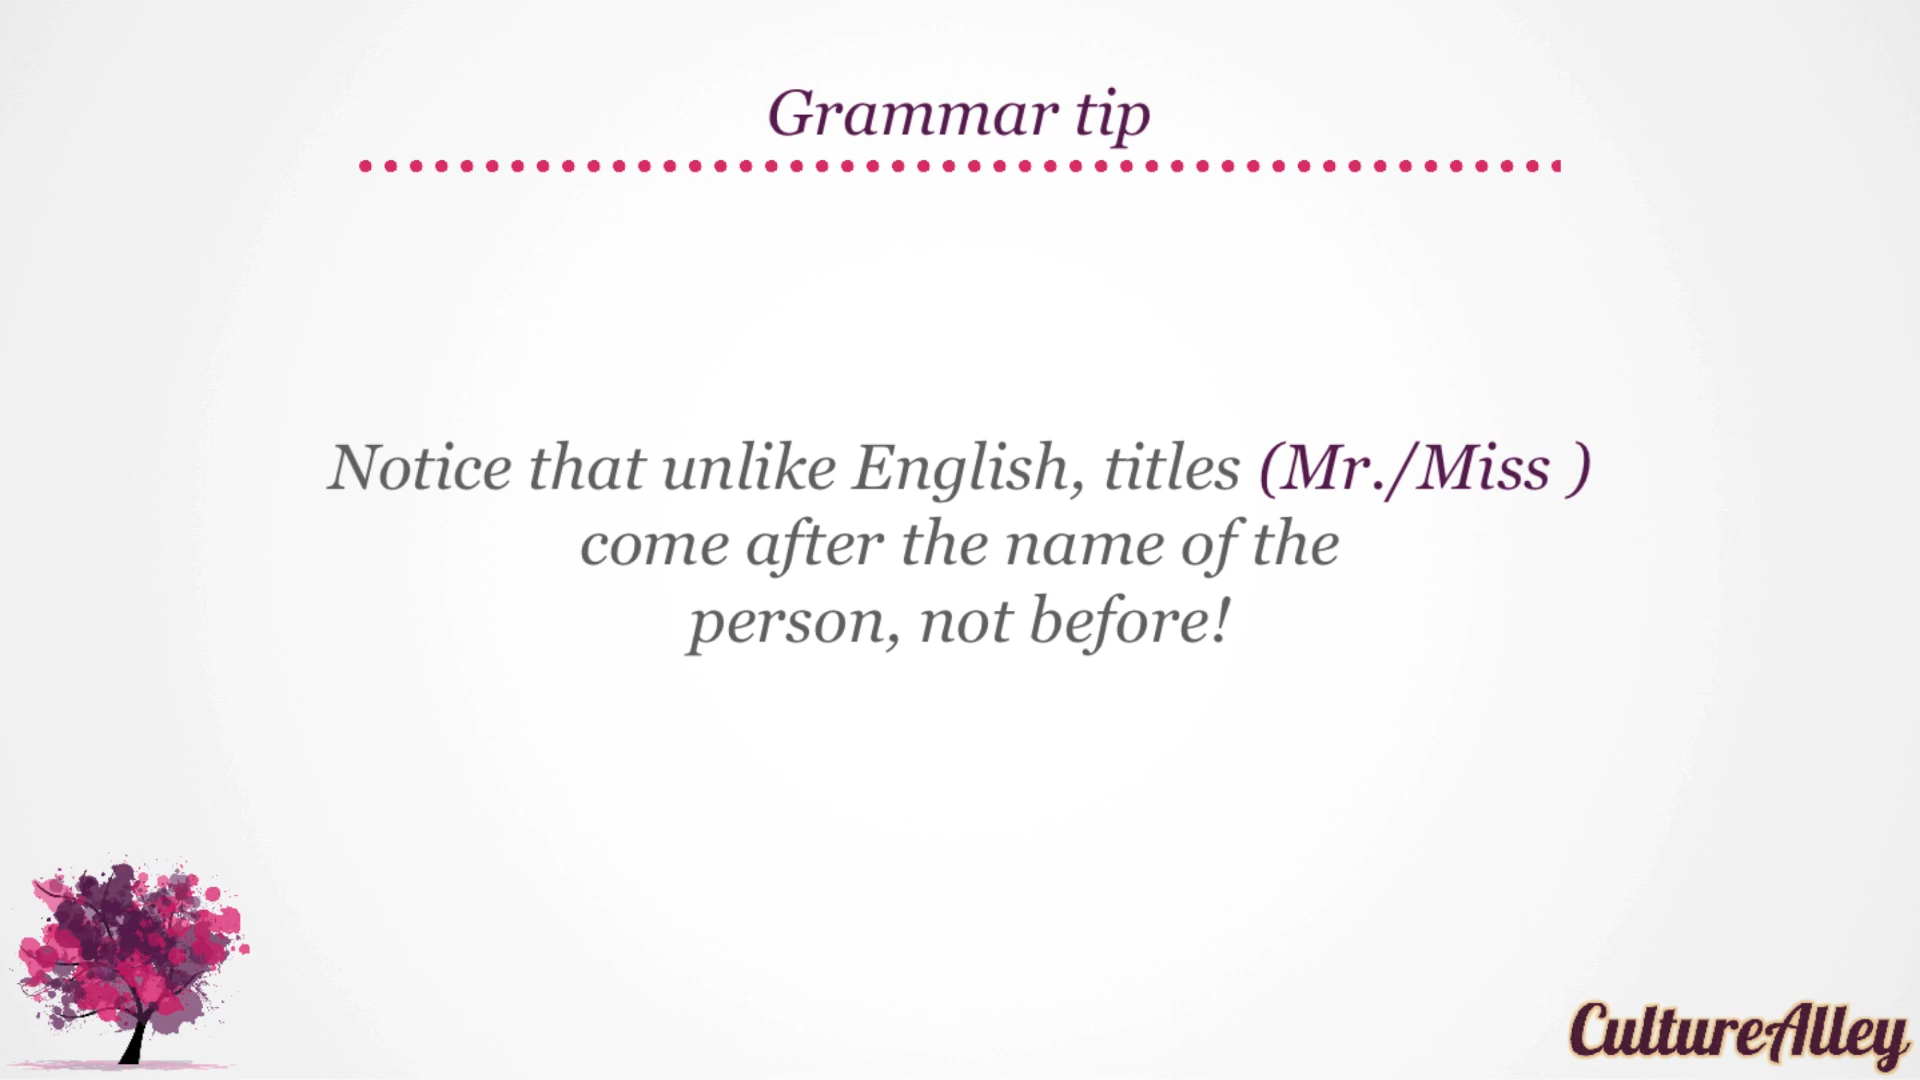 Grammar tip
Notice that unlike English, titles (Mr./Miss )
come after the name of the
person, not before!
CultureAlley